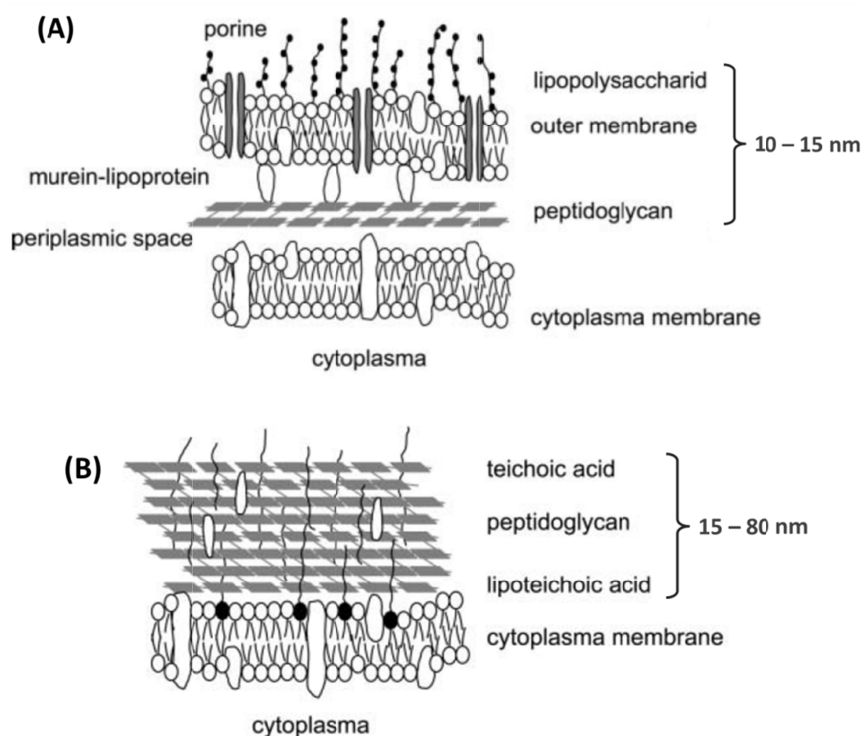 (A)
porine
lipopolysaccharid
outer membrane
10 – 15 nm
murein-lipoprotein
peptidoglycan
periplasmic space
cytoplasma membrane
cytoplasma
(B)
teichoic acid
peptidoglycan
15 – 80 nm
lipoteichoic acid
cytoplasma membrane
cytoplasma